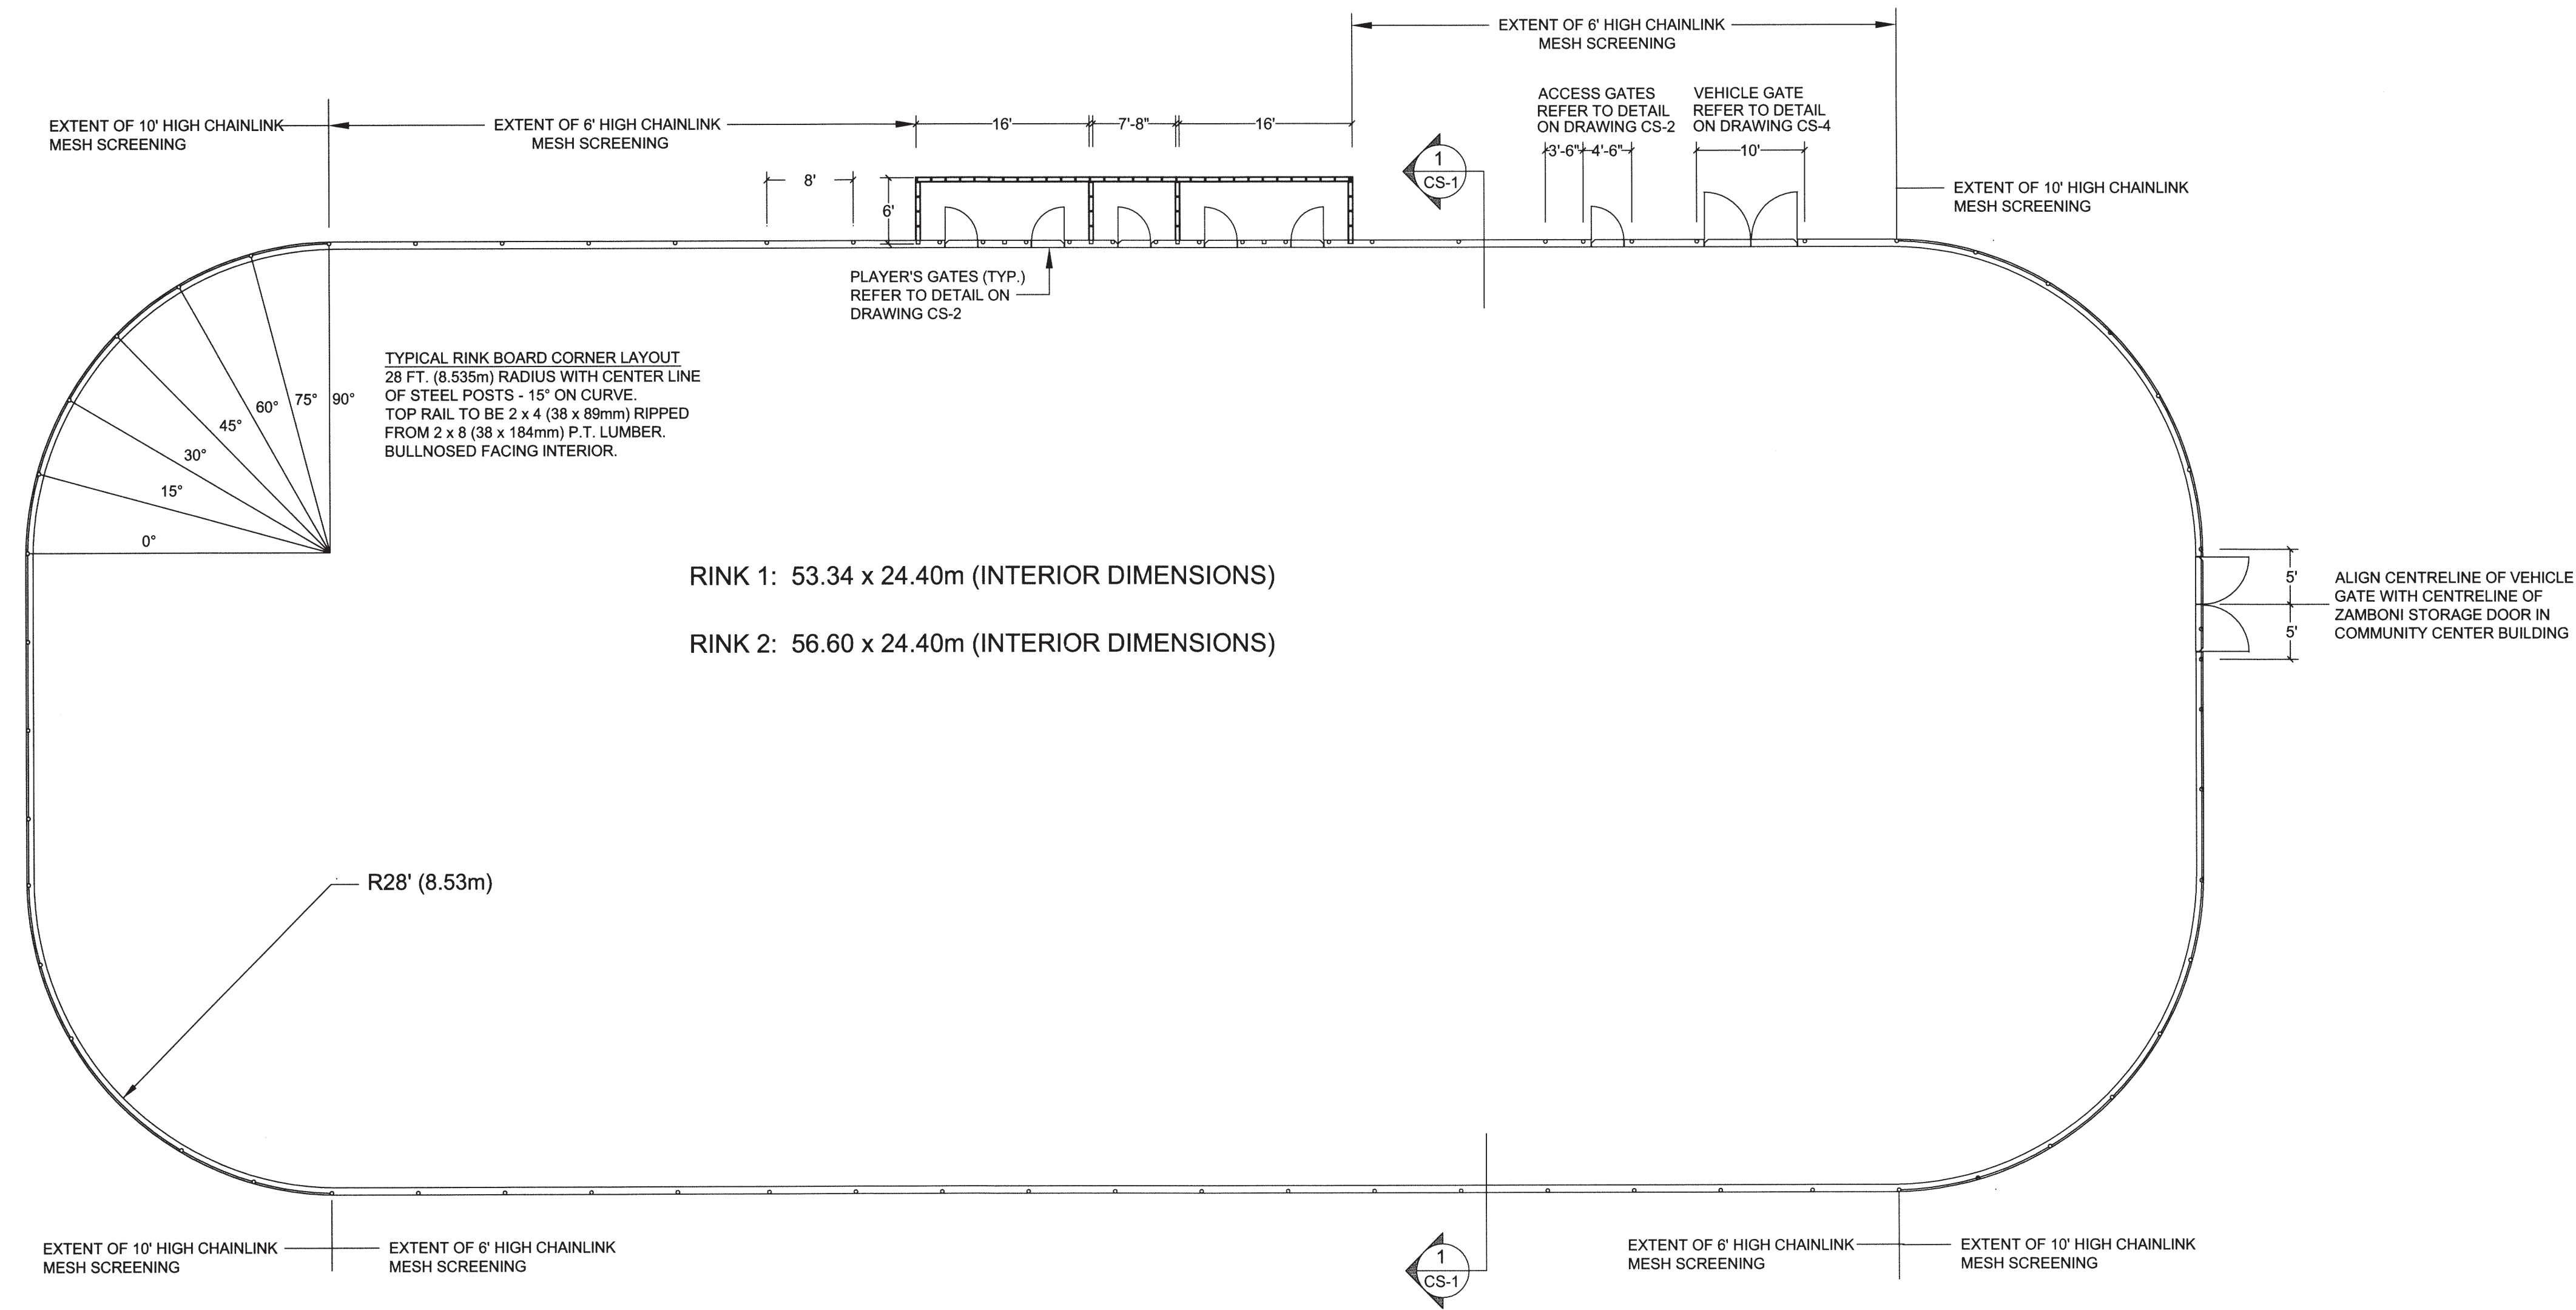 EXTENT OF 6' HIGH CHAINLINK
MESH SCREENING
EXTENT OF 10' HIGH CHAINLINK
MESH SCREENING
EXTENT OF 6' HIGH CHAINLINK
MESH SCREENING
16'
7'-8"
16'
ACCESS GATES
REFER TO DETAIL
ON DRAWING CS-2
VEHICLE GATE
REFER TO DETAIL
ON DRAWING CS-4
3'-6"
4'-6"
10'
1
CS-1
8'
6'
EXTENT OF 10' HIGH CHAINLINK
MESH SCREENING
PLAYER'S GATES (TYP.)
REFER TO DETAIL ON
DRAWING CS-2
TYPICAL RINK BOARD CORNER LAYOUT
28 FT. (8.535m) RADIUS WITH CENTER LINE
OF STEEL POSTS - 15° ON CURVE.
TOP RAIL TO BE 2 x 4 (38 x 89mm) RIPPED
FROM 2 x 8 (38 x 184mm) P.T. LUMBER.
BULLNOSED FACING INTERIOR.
90°
75°
60°
45°
30°
15°
0°
RINK 1: 53.34 x 24.40m (INTERIOR DIMENSIONS)
RINK 2: 56.60 x 24.40m (INTERIOR DIMENSIONS)
5'
5'
ALIGN CENTRELINE OF VEHICLE
GATE WITH CENTRELINE OF
ZAMBONI STORAGE DOOR IN
COMMUNITY CENTER BUILDING
R28' (8.53m)
EXTENT OF 10' HIGH CHAINLINK
MESH SCREENING
EXTENT OF 6' HIGH CHAINLINK
MESH SCREENING
1
CS-1
EXTENT OF 6' HIGH CHAINLINK
MESH SCREENING
EXTENT OF 10' HIGH CHAINLINK
MESH SCREENING